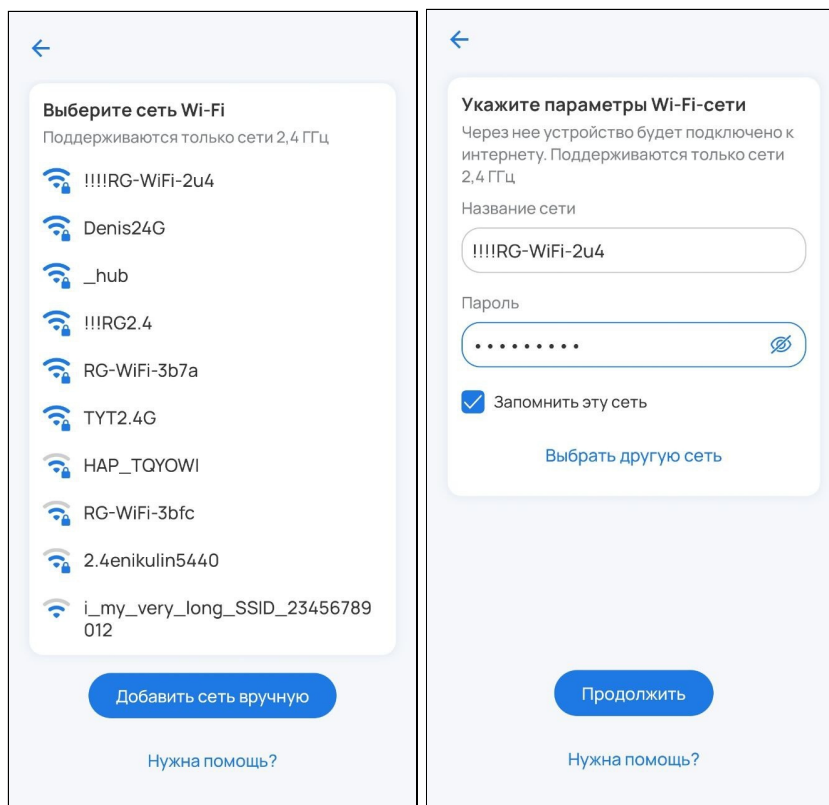 Выберите сеть Wi-Fi
Поддерживаются только сети 2,4 ГГц
!!!!RG-WiFi-2u4
Denis24G
_hub
!!!RG2.4
RG-WiFi-3b7a
TYT2.4G
HAP_TQYOWI
RG-WiFi-3bfc
2.4enikulin5440
i_my_very_long_SSID_23456789
012
Добавить сеть вручную
Нужна помощь?
Укажите параметры Wi-Fi-сети
Через нее устройство будет подключено к
интернету. Поддерживаются только сети
2,4 ГГц
Название сети
!!!!RG-WiFi-2u4
Пароль
•••••••••
Запомнить эту сеть
Выбрать другую сеть
Продолжить
Нужна помощь?